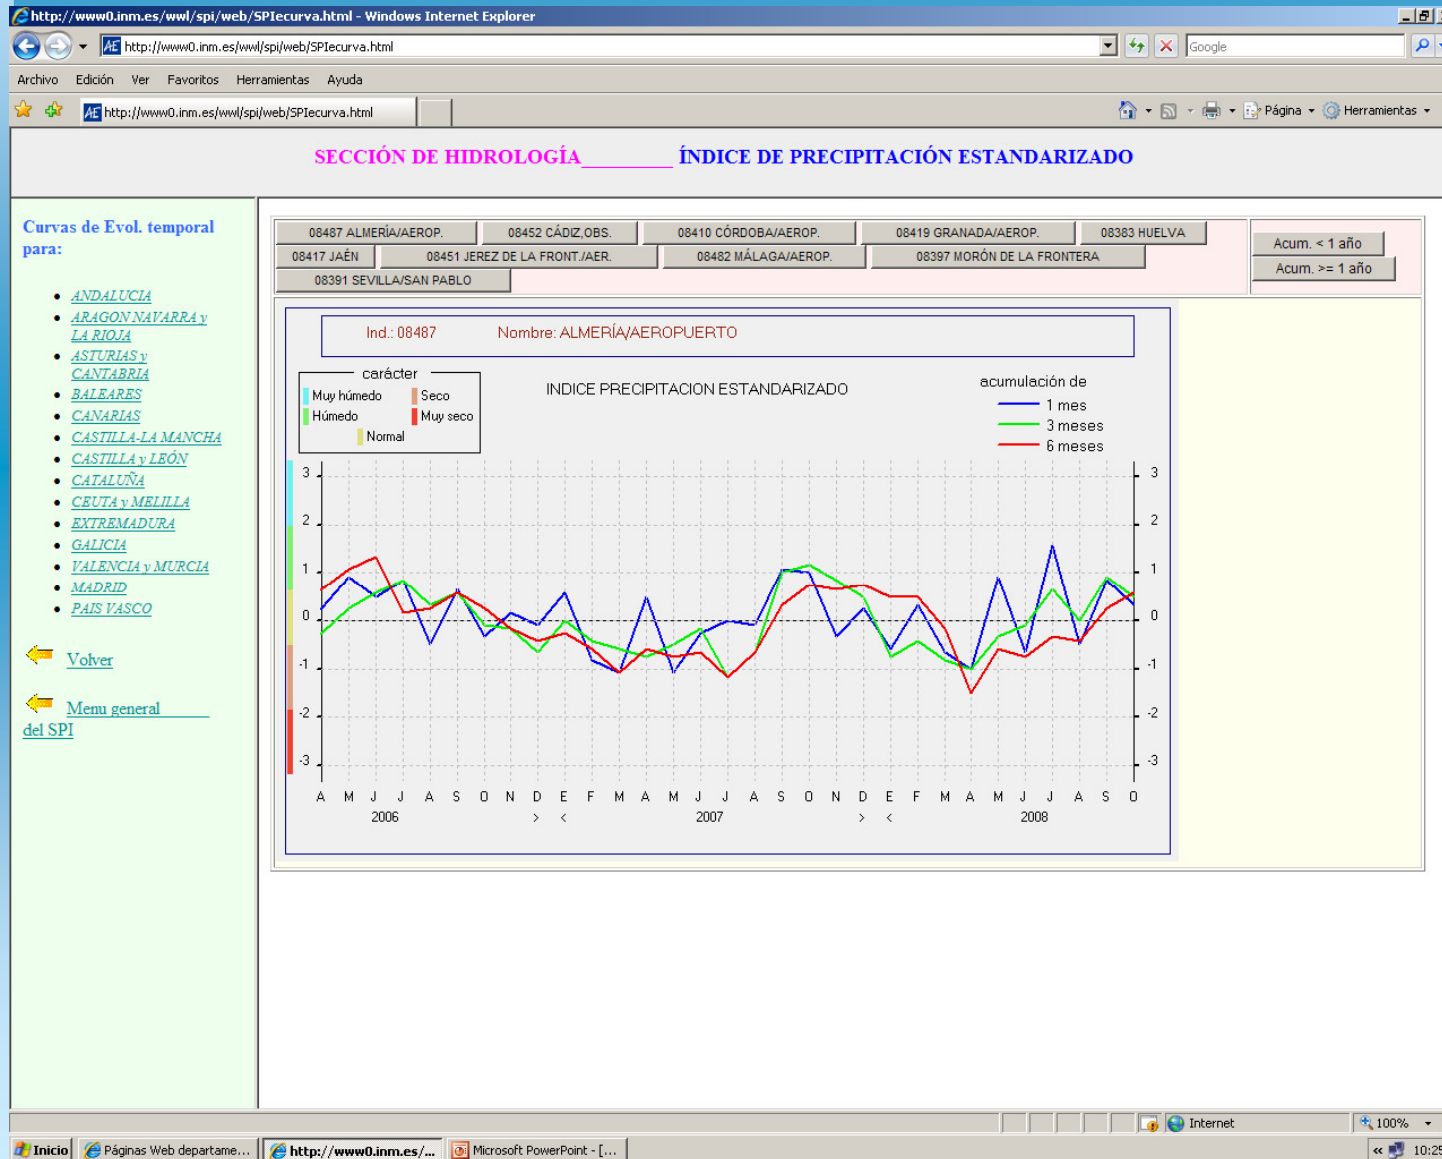 http://www0.inm.es/wwl/spi/web/SPIecurva.html - Windows Internet Explorer
http://www0.inm.es/wwl/spi/web/SPIecurva.html
Google
Archivo Edición Ver Favoritos Herramientas Ayuda
http://www0.inm.es/wwl/spi/web/SPIecurva.html
Página Herramientas
SECCIÓN DE HIDROLOGÍA_________ ÍNDICE DE PRECIPITACIÓN ESTANDARIZADO
Curvas de Evol. temporal
para:
ANDALUCIA
ARAGON NAVARRA y
LA RIOJA
ASTURIAS y
CANTABRIA
BALEARES
CANARIAS
CASTILLA-LA MANCHA
CASTILLA y LEÓN
CATALUÑA
CEUTA y MELILLA
EXTREMADURA
GALICIA
VALENCIA y MURCIA
MADRID
PAIS VASCO
Volver
Menu general
del SPI
08487 ALMERÍA/AEROP. 08452 CÁDIZ,OBS. 08410 CÓRDOBA/AEROP. 08419 GRANADA/AEROP. 08383 HUELVA
08417 JAÉN 08451 JEREZ DE LA FRONT./AER. 08482 MÁLAGA/AEROP. 08397 MORÓN DE LA FRONTERA
08391 SEVILLA/SAN PABLO
Acum. < 1 año
Acum. >= 1 año
Ind.: 08487 Nombre: ALMERÍA/AEROPUERTO
carácter
Muy húmedo Seco
Húmedo Muy seco
Normal
INDICE PRECIPITACION ESTANDARIZADO
acumulación de
1 mes
3 meses
6 meses
3 3
2 2
1 1
0 0
-1 -1
-2 -2
-3 -3
A M J J A S O N D E F M A M J J A S O N D E F M A M J J A S O
2006 > < 2007 > < 2008
Internet 100%
Inicio Páginas Web departame... http://www0.inm.es/... Microsoft PowerPoint - [... « 10:25